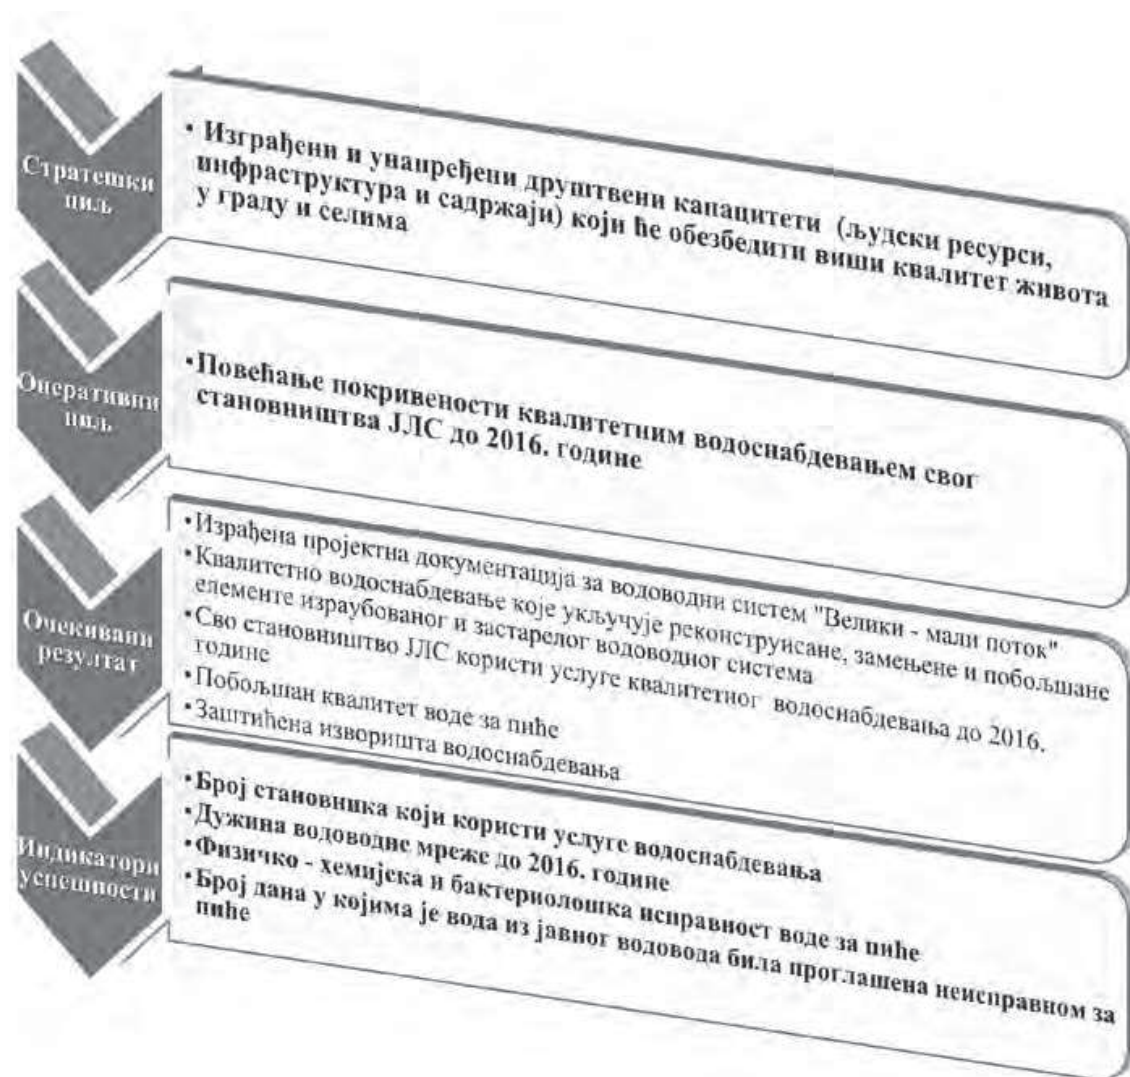 Стратешки
циљ
• Изграђени и унапређени друштвени капацитети (људски ресурси,
инфраструктура и садржаји) који ће обезбедити виши квалитет живота
у граду и селима
Оперативни
циљ
•Повећање покривености квалитетним водоснабдевањем свог
становништва ЈЛС до 2016. године
Очекивани
резултат
•Израђена пројектна документација за водоводни систем "Велики - мали поток"
•Квалитетно водоснабдевање које укључује реконструисане, замењене и побољшане
елементе израубованог и застарелог водоводног система
•Сво становништво ЈЛС користи услуге квалитетног водоснабдевања до 2016.
године
•Побољшан квалитет воде за пиће
•Заштићена изворишта водоснабдевања
Индикатори
успешности
•Број становника који користи услуге водоснабдевања
•Дужина водоводне мреже до 2016. године
•Физичко - хемијска и бактериолошка исправност воде за пиће
•Број дана у којима је вода из јавног водовода била проглашена неисправном за
пиће